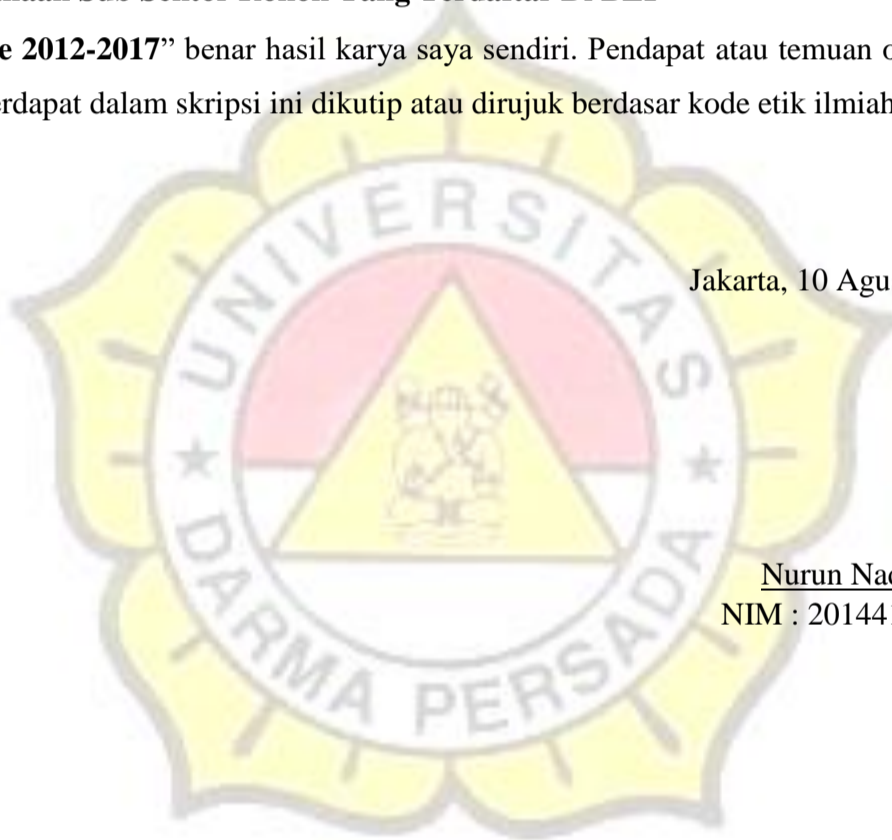 e 2012-2017” benar hasil karya saya sendiri. Pendapat atau temuan o
erdapat dalam skripsi ini dikutip atau dirujuk berdasar kode etik ilmiah
UNIVERSITAS
Jakarta, 10 Agu
DARMA PERSADA
Nurun Nad
NIM : 20144